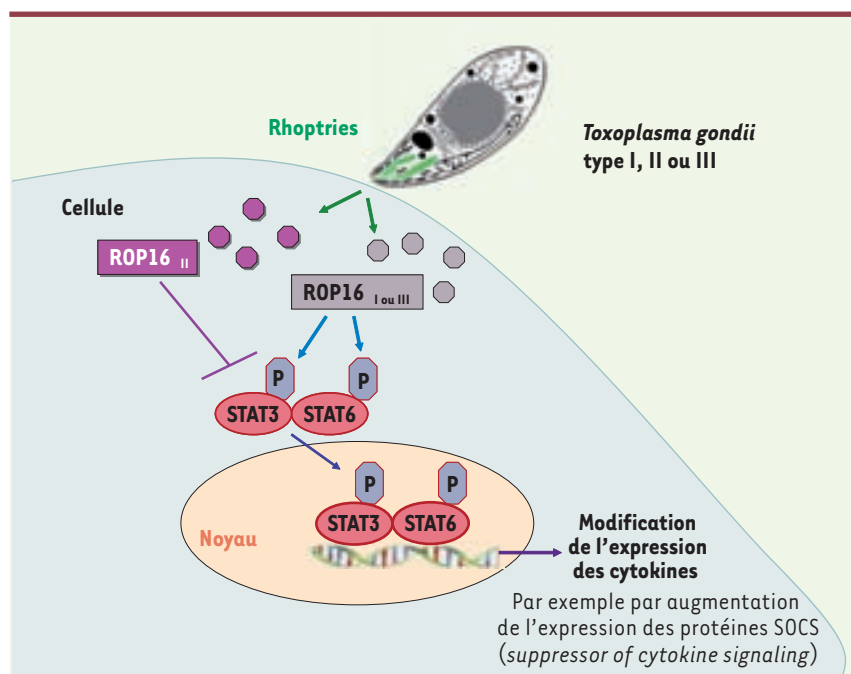 Rhoptries
Toxoplasma gondii
type I, II ou III
Cellule
ROP16 II
ROP16 I ou III
P
P
STAT3
STAT6
P
P
STAT3
STAT6
Noyau
Modification
de l'expression
des cytokines
Par exemple par augmentation
de l'expression des protéines SOCS
(suppressor of cytokine signaling)